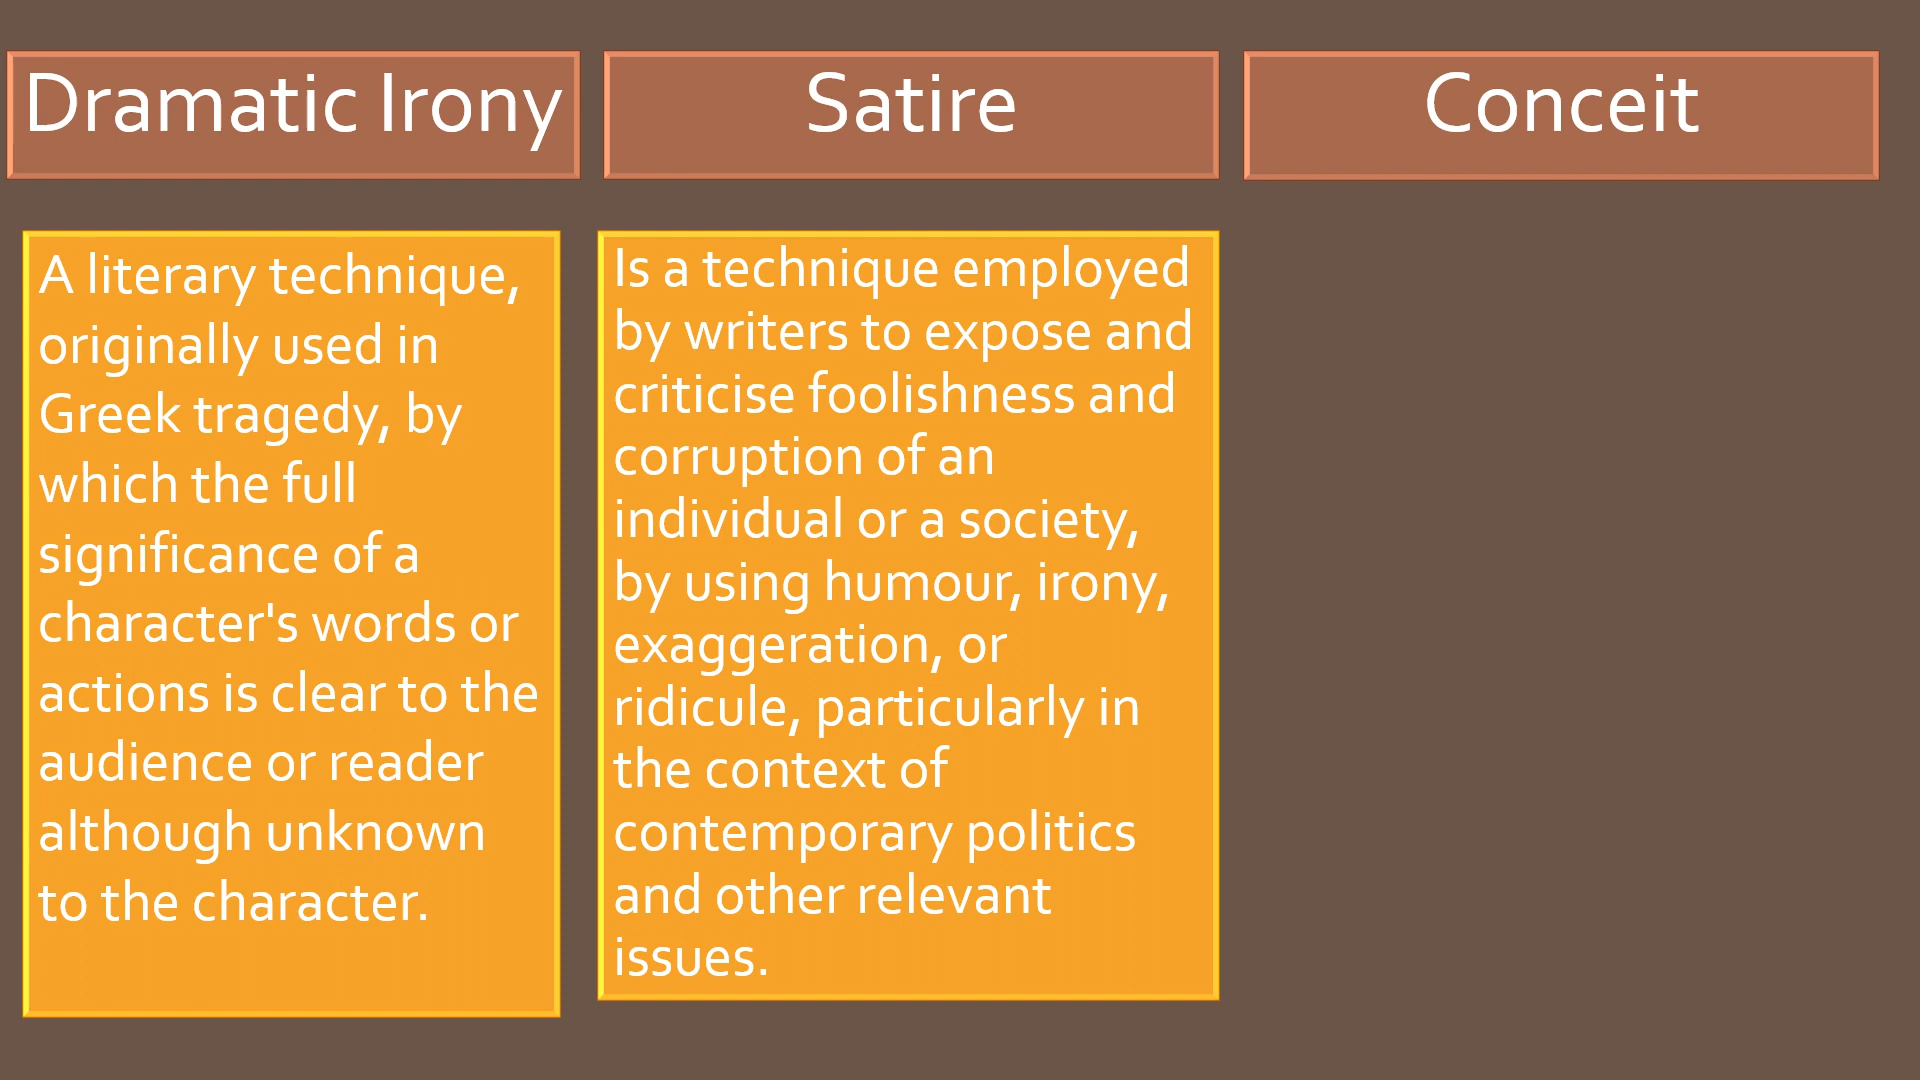 Dramatic Irony
Satire
Conceit
A literary technique,
originally used in
Greek tragedy, by
which the full
significance of a
character's words or
actions is clear to the
audience or reader
although unknown
to the character.
Is a technique employed
by writers to expose and
criticise foolishness and
corruption of an
individual or a society,
by using humour, irony,
exaggeration, or
ridicule, particularly in
the context of
contemporary politics
and other relevant
issues.